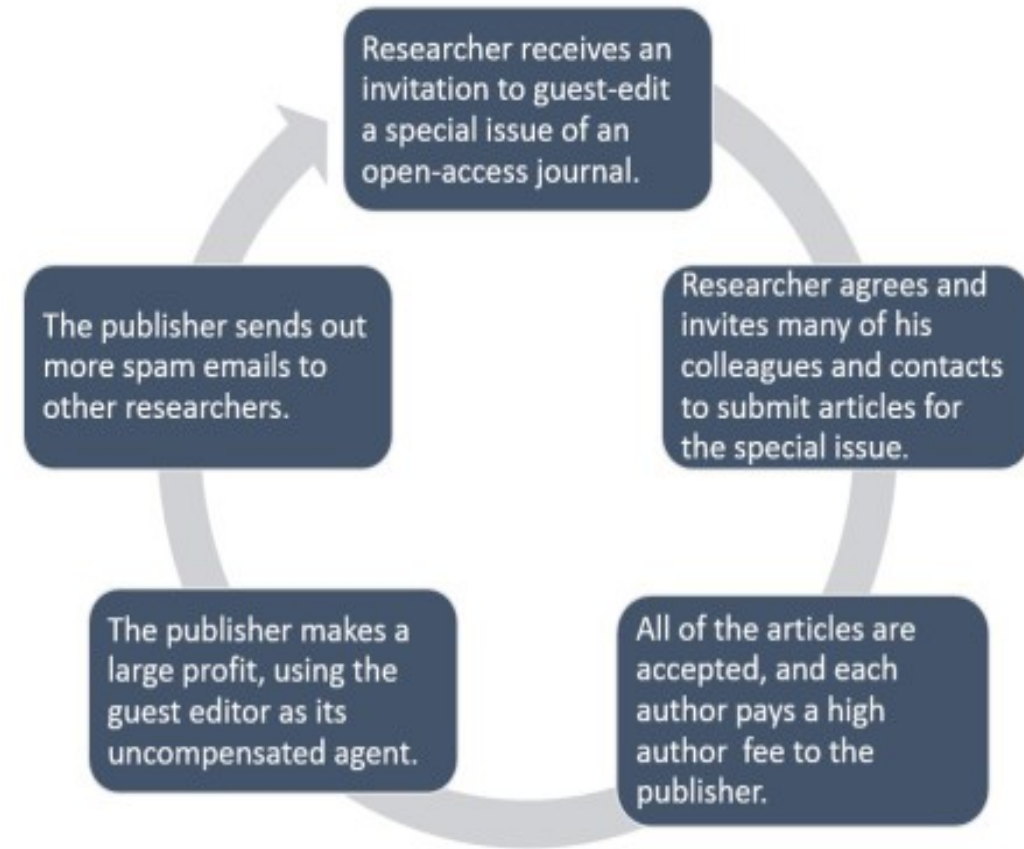 Researcher receives an
invitation to guest-edit
a special issue of an
open-access journal.
Researcher agrees and
invites many of his
colleagues and contacts
to submit articles for
the special issue.
All of the articles are
accepted, and each
author pays a high
author fee to the
publisher.
The publisher makes a
large profit, using the
guest editor as its
uncompensated agent.
The publisher sends out
more spam emails to
other researchers.